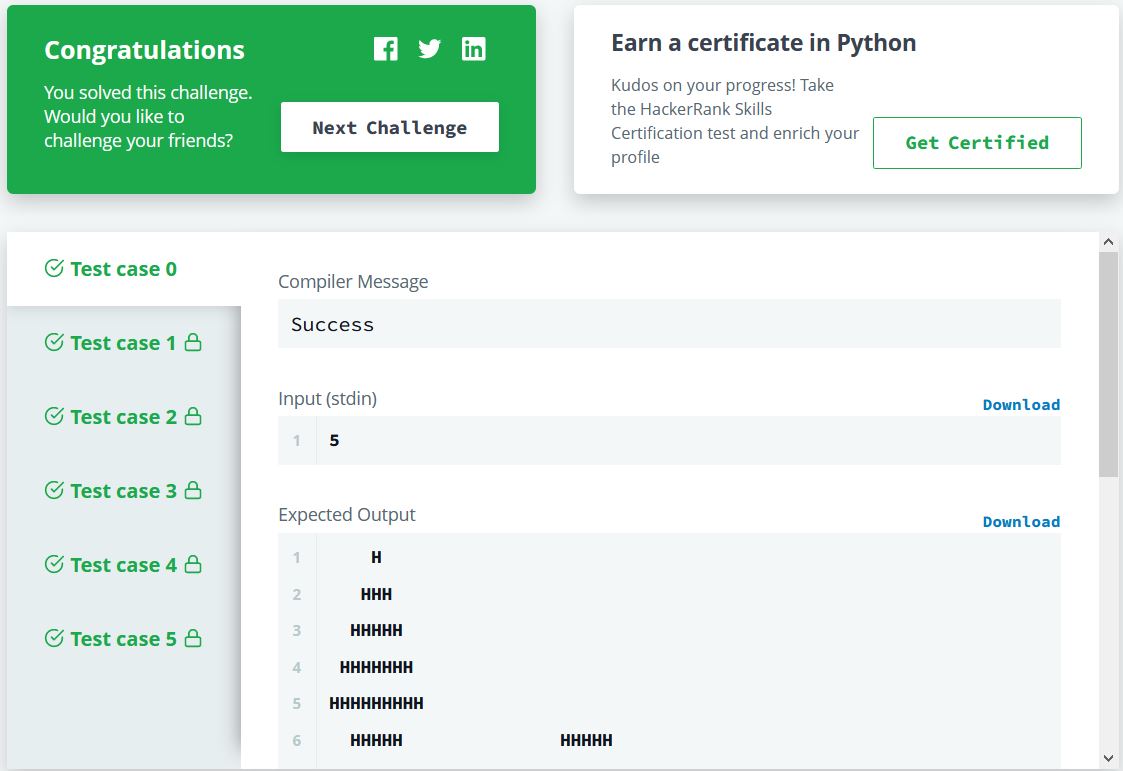 Congratulations
You solved this challenge.
Would you like to
challenge your friends?
Next Challenge
Earn a certificate in Python
Kudos on your progress! Take
the HackerRank Skills
Certification test and enrich your
profile
Get Certified
Test case 0
Test case 1
Test case 2
Test case 3
Test case 4
Test case 5
Compiler Message
Success
Input (stdin)
Download
1 5
Expected Output
Download
1     H
2    HHH
3   HHHHH
4  HHHHHHH
5 HHHHHHHHH
6   HHHHH               HHHHH